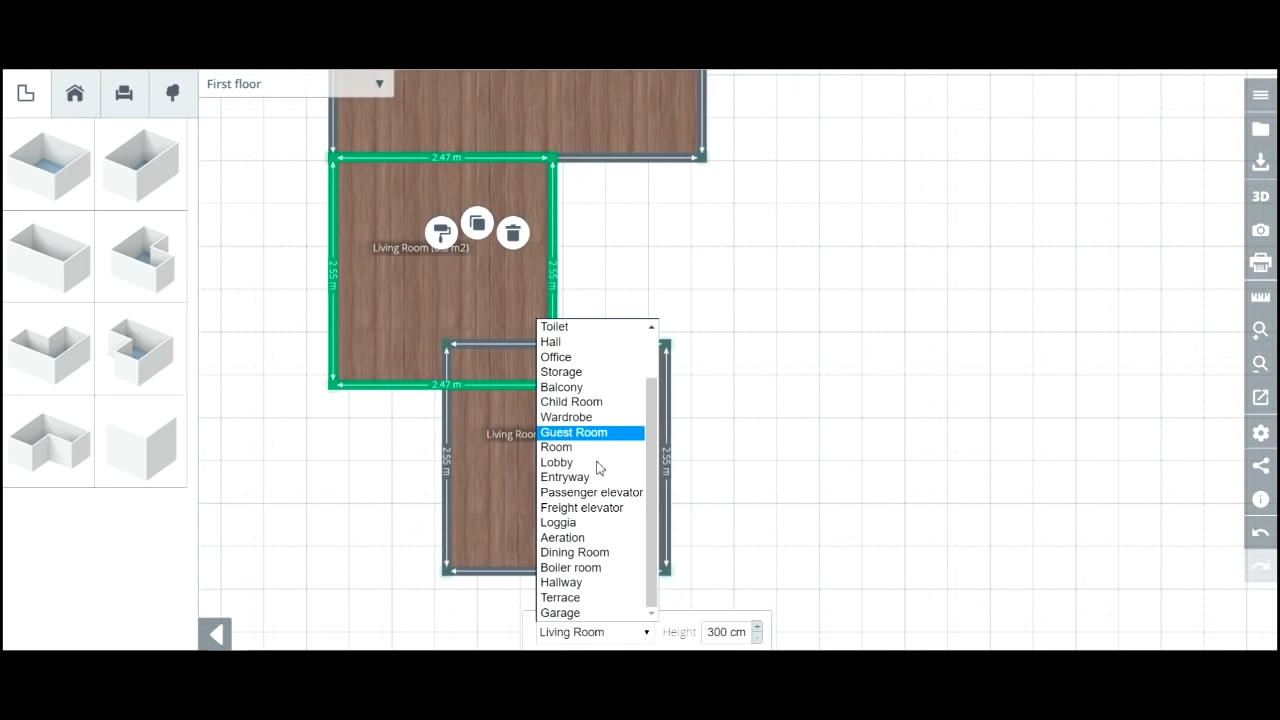 First floor
3D
2.47 m
Living Room
m2)
2.55 m
2.55 m
2.47 m
Living Room
2.55 m
2.55 m
Toilet
Hall
Office
Storage
Balcony
Child Room
Wardrobe
Guest Room
Room
Lobby
Entryway
Passenger elevator
Freight elevator
Loggia
Aeration
Dining Room
Boiler room
Hallway
Terrace
Garage
Living Room
Height
300 cm